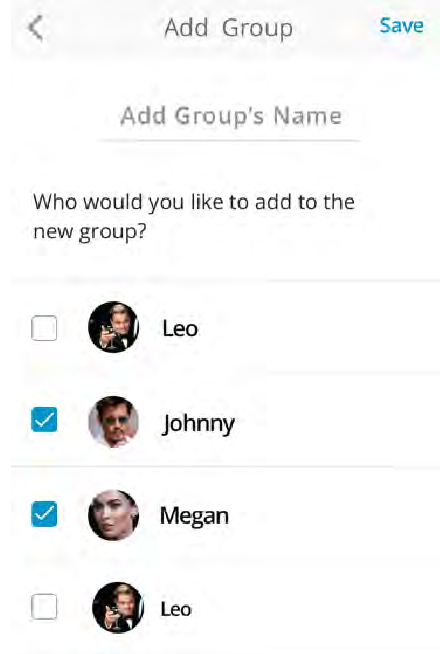 Add Group
Save
Add Group's Name
Who would you like to add to the
new group?
Leo
Johnny
Megan
Leo